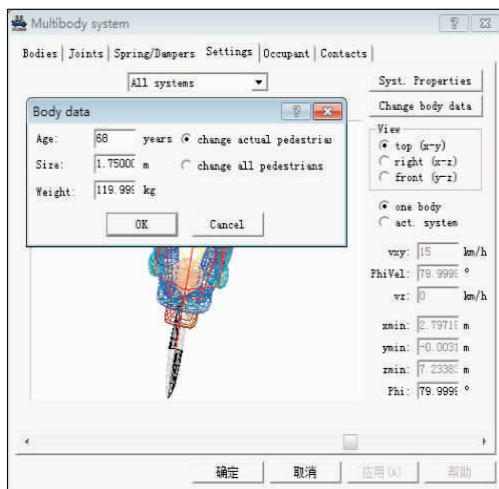 Multibody system
Bodies Joints Spring/Dampers Settings Occupant Contacts
All systems
Syst. Properties
Change body data
Body data
Age: 68 years change actual pedestrian
Size: 1.7500( m change all pedestrians
Weight: 119.999 kg
OK Cancel
View
top (x-y)
right (x-z)
front (y-z)
one body
act. system
vxy: 15 km/h
PhiVel: 79.9999 °
vz: 0 km/h
xmin: 2.79719 m
ymin: -0.0031 m
zmin: 7.2338 m
Phi: 79.9999 °
确定 取消 应用(A) 帮助